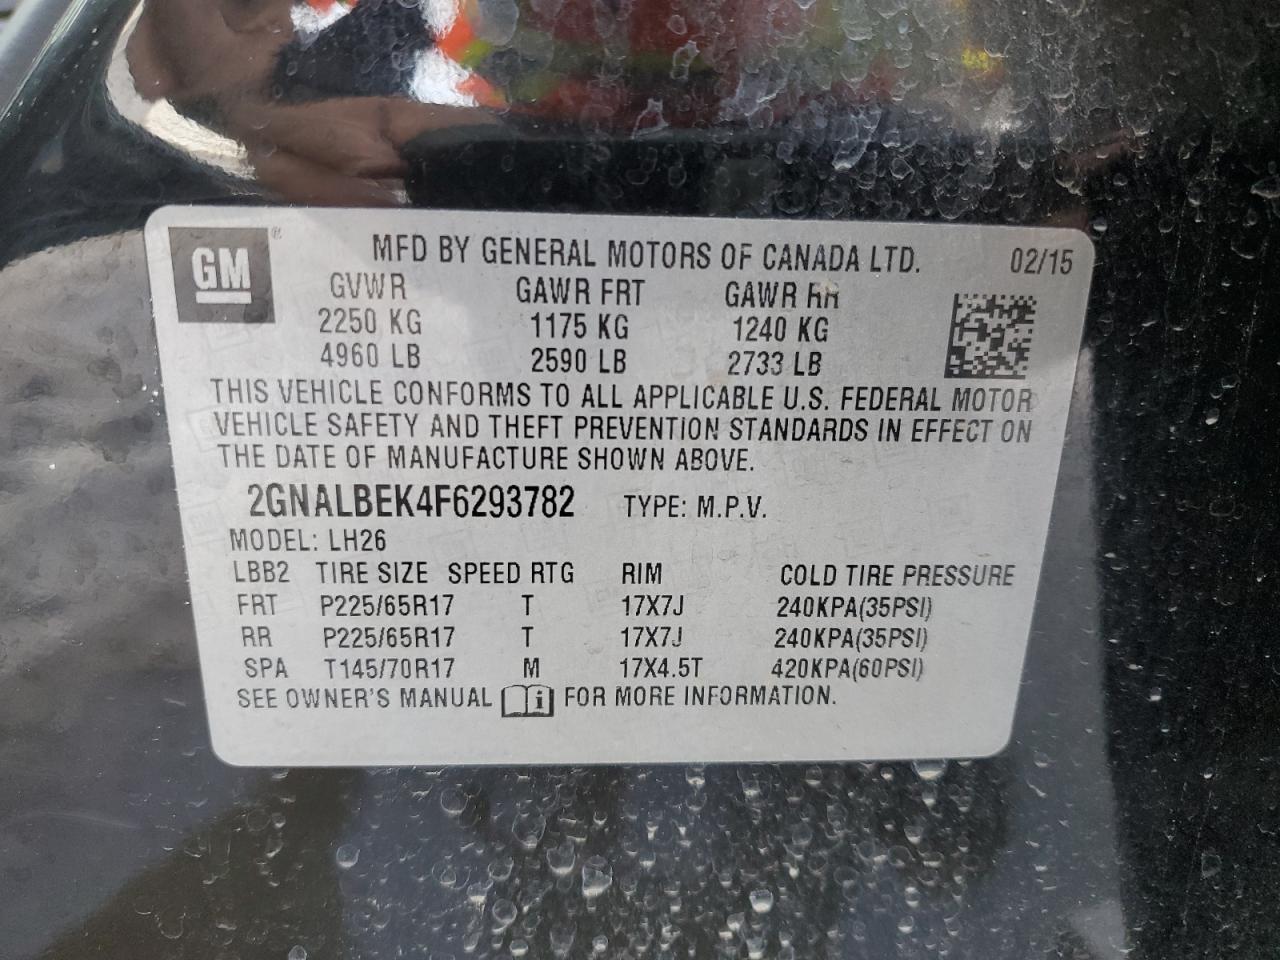 GM ®
MFD BY GENERAL MOTORS OF CANADA LTD. 02/15
GVWR GAWR FRT GAWR RR
2250 KG 1175 KG 1240 KG
4960 LB 2590 LB 2733 LB
THIS VEHICLE CONFORMS TO ALL APPLICABLE U.S. FEDERAL MOTOR
VEHICLE SAFETY AND THEFT PREVENTION STANDARDS IN EFFECT ON
THE DATE OF MANUFACTURE SHOWN ABOVE.
2GNALBEK4F6293782 TYPE: M.P.V.
MODEL: LH26
LBB2 TIRE SIZE SPEED RTG RIM COLD TIRE PRESSURE
FRT P225/65R17 T 17X7J 240KPA(35PSI)
RR P225/65R17 T 17X7J 240KPA(35PSI)
SPA T145/70R17 M 17X4.5T 420KPA(60PSI)
SEE OWNER'S MANUAL i FOR MORE INFORMATION.